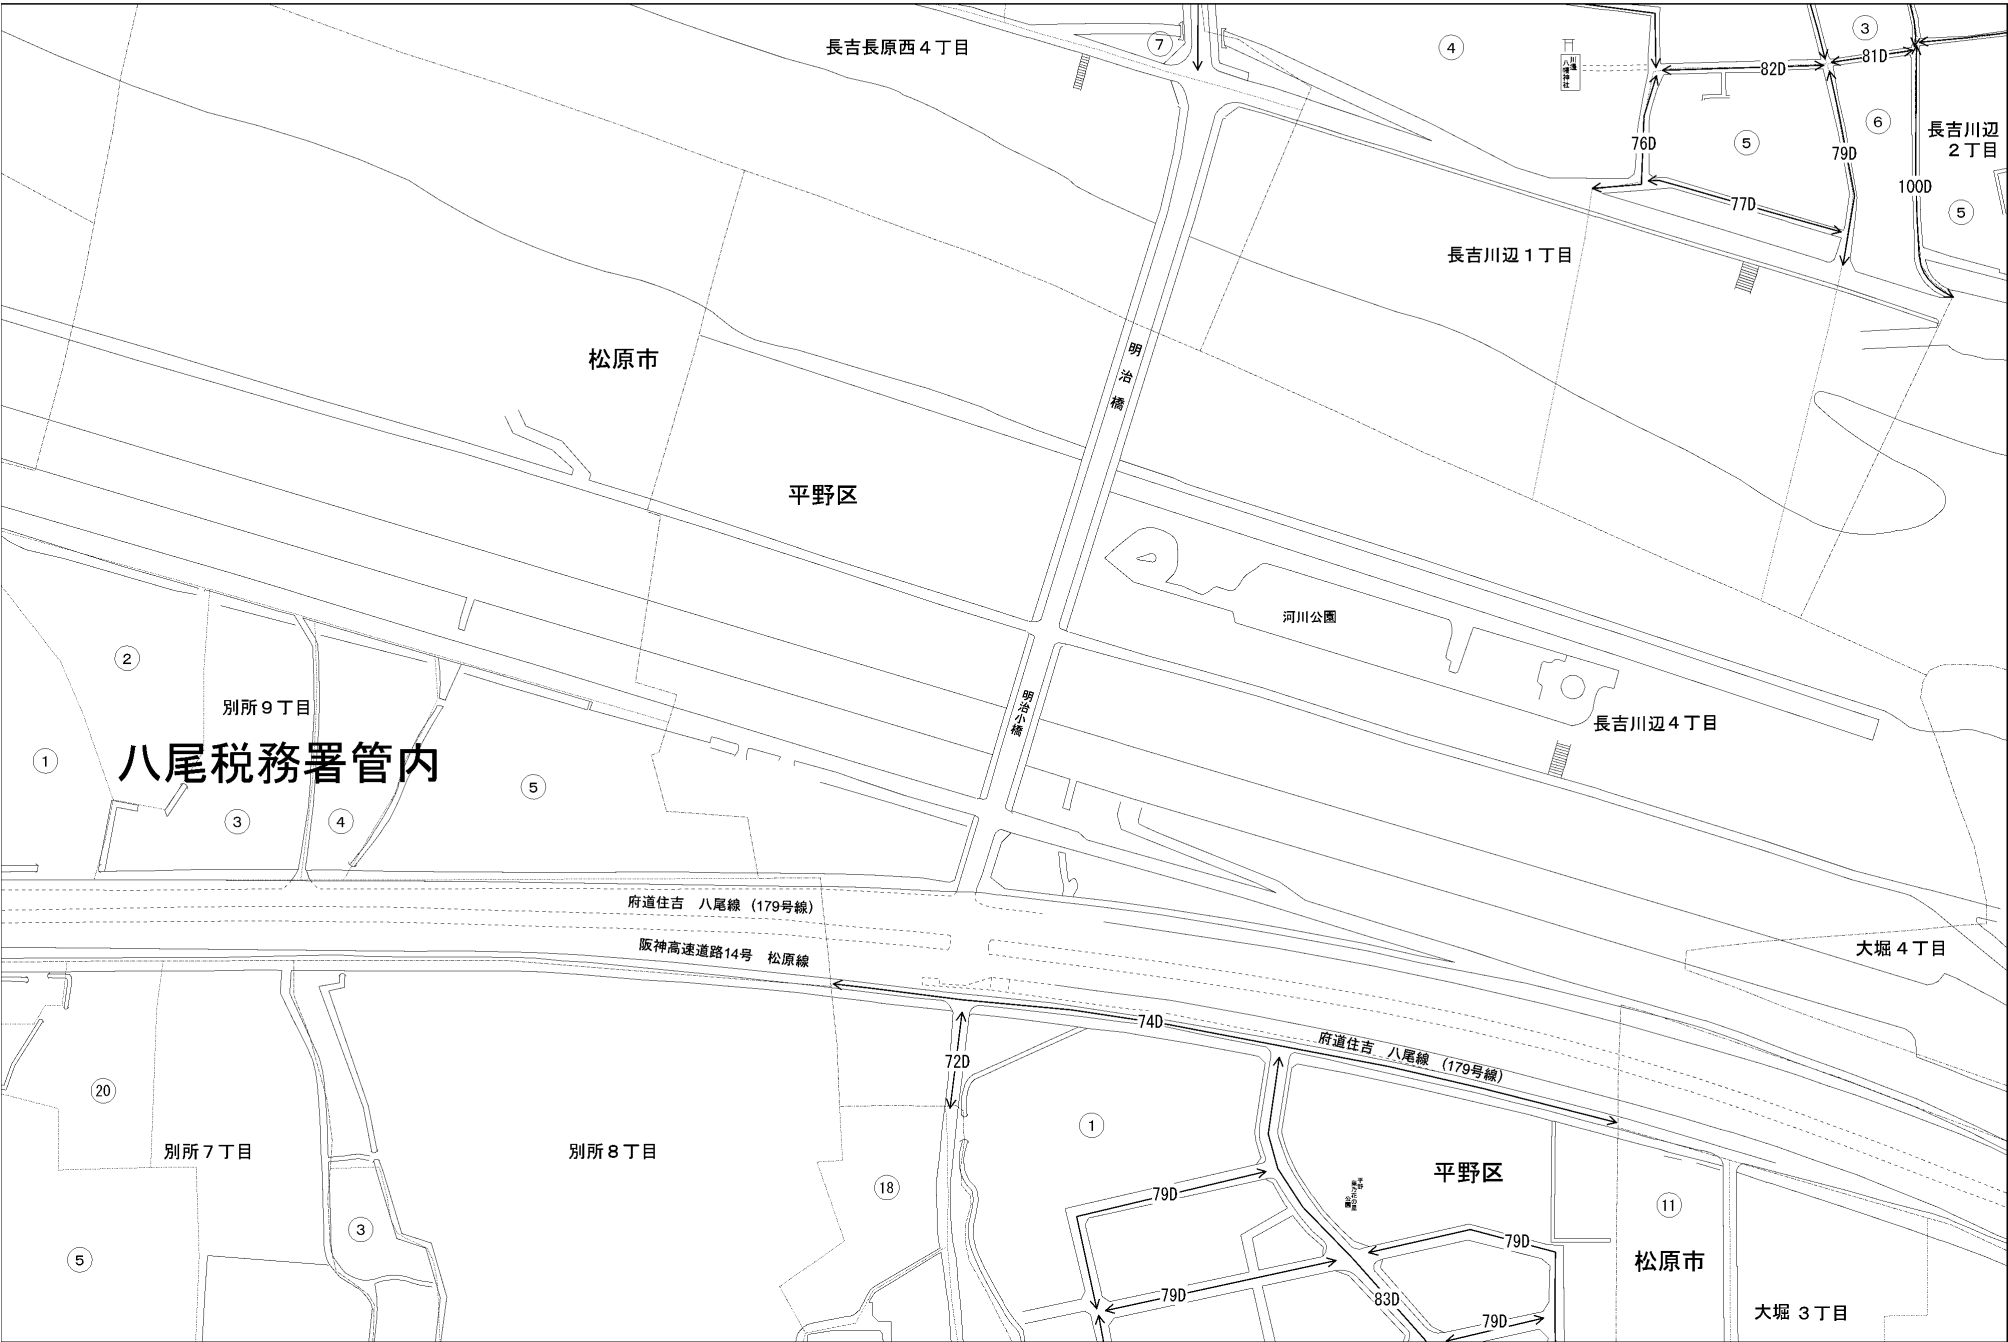 長吉長原西4丁目
⑦
④
③
81D
82D
川邊
八幡神社
⑥
長吉川辺
2丁目
⑤
76D
79D
100D
⑤
77D
長吉川辺1丁目
明治橋
松原市
平野区
河川公園
②
別所9丁目
明治小橋
長吉川辺4丁目
八尾税務署管内
①
⑤
③
④
府道住吉 八尾線 (179号線)
阪神高速道路14号 松原線
大堀4丁目
74D
府道住吉 八尾線 (179号線)
72D
⑳
①
別所7丁目
別所8丁目
平野区
⑱
79D
⑪
③
79D
⑤
松原市
79D
83D
大堀3丁目
79D